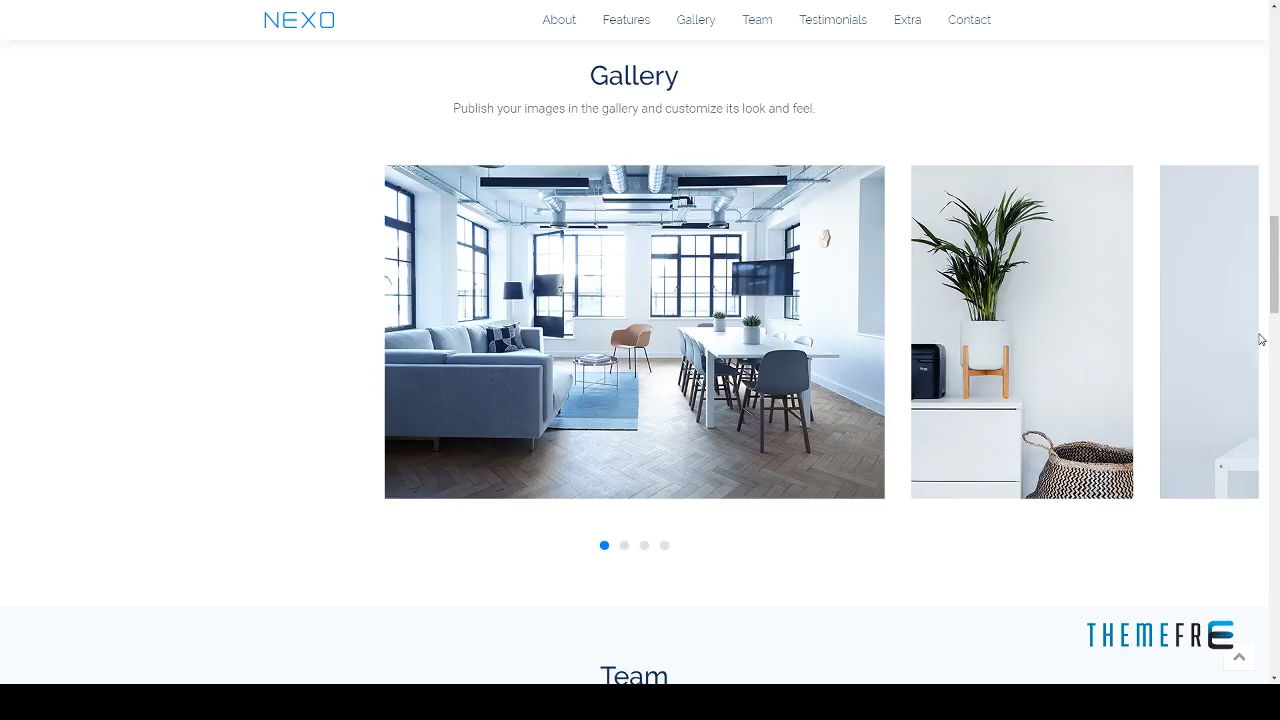 NEXO
About Features Gallery Team Testimonials Extra Contact
Gallery
Publish your images in the gallery and customize its look and feel.
THEMEFRE
Team